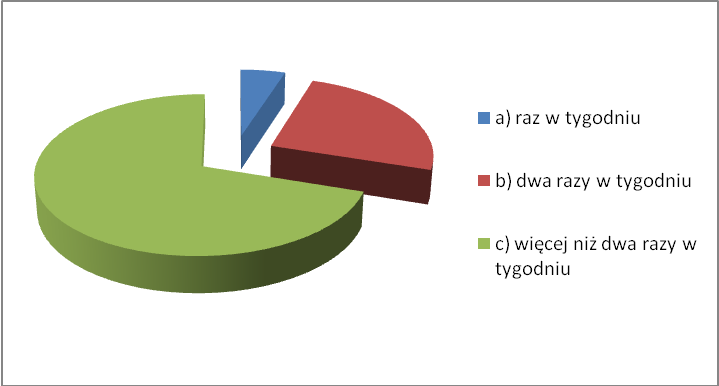 a) raz w tygodniu
b) dwa razy w tygodniu
c) więcej niż dwa razy w
tygodniu